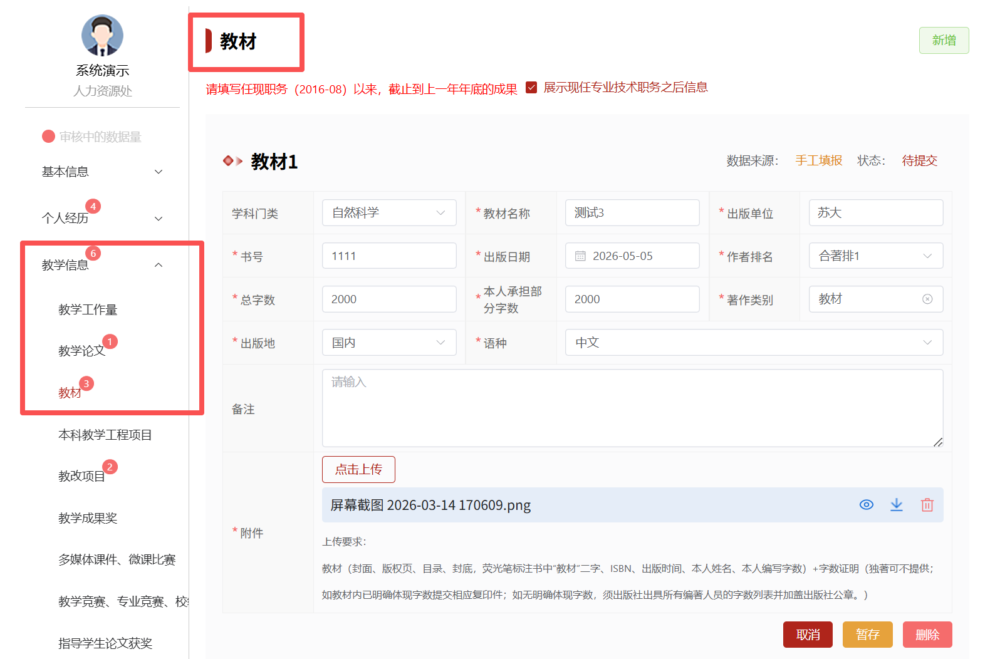 系统演示
人力资源处
审核中的数据量
基本信息
个人经历
4
教学信息
6
教学工作量
教学论文
1
教材
3
本科教学工程项目
教改项目
2
教学成果奖
多媒体课件、微课比赛
教学竞赛、专业竞赛、校
指导学生论文获奖
教材
新增
请填写任现职务（2016-08）以来，截止到上一年年底的成果 展示现任专业技术职务之后信息
教材1
数据来源： 手工填报 状态： 待提交
学科门类 自然科学 *教材名称 测试3 *出版单位 苏大
*书号 1111 *出版日期 2026-05-05 *作者排名 合著排1
*总字数 2000 *本人承担部分字数 2000 *著作类别 教材
*出版地 国内 *语种 中文
备注 请输入
点击上传
屏幕截图 2026-03-14 170609.png
*附件
上传要求：
教材（封面、版权页、目录、封底，荧光笔标注书中“教材”二字、ISBN、出版时间、本人姓名、本人编写字数）+字数证明（独著可不提供；
如教材内已明确体现字数提交相应复印件；如无明确体现字数，须出版社出具所有编著人员的字数列表并加盖出版社公章。）
取消 暂存 删除